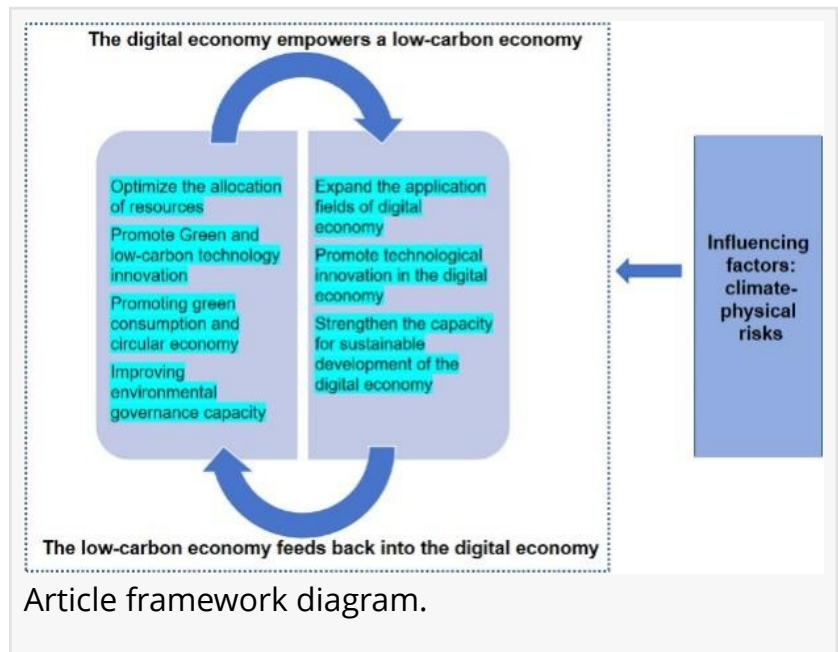 The digital economy empowers a low-carbon economy
Optimize the allocation
of resources
Promote Green and
low-carbon technology
innovation
Promoting green
consumption and
circular economy
Improving
environmental
governance capacity
Expand the application
fields of digital
economy
Promote technological
innovation in the digital
economy
Strengthen the capacity
for sustainable
development of the
digital economy
Influencing
factors:
climate-
physical
risks
The low-carbon economy feeds back into the digital economy
Article framework diagram.